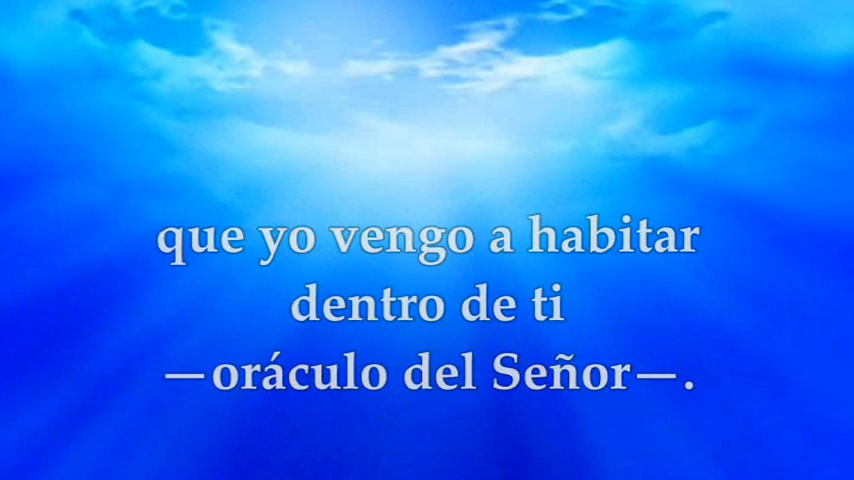 que yo vengo a habitar
dentro de ti
—oráculo del Señor—.